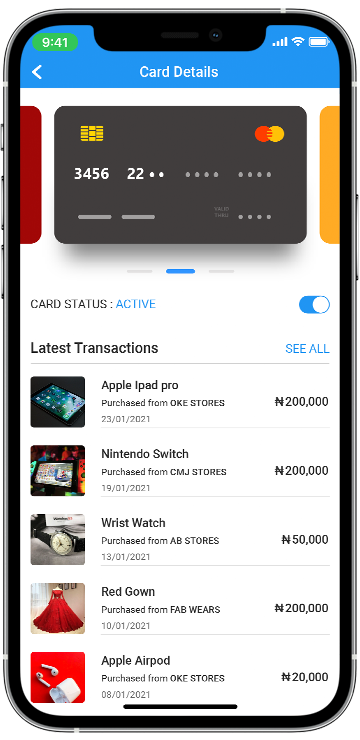 9:41
Card Details
3456 22
VALID
THRU
CARD STATUS : ACTIVE
Latest Transactions SEE ALL
Apple Ipad pro
Purchased from OKE STORES ₦200,000
23/01/2021
Nintendo Switch
Purchased from CMJ STORES ₦200,000
19/01/2021
Wrist Watch
Purchased from AB STORES ₦50,000
13/01/2021
Red Gown
Purchased from FAB WEARS ₦200,000
10/01/2021
Apple Airpod
Purchased from OKE STORES ₦20,000
08/01/2021